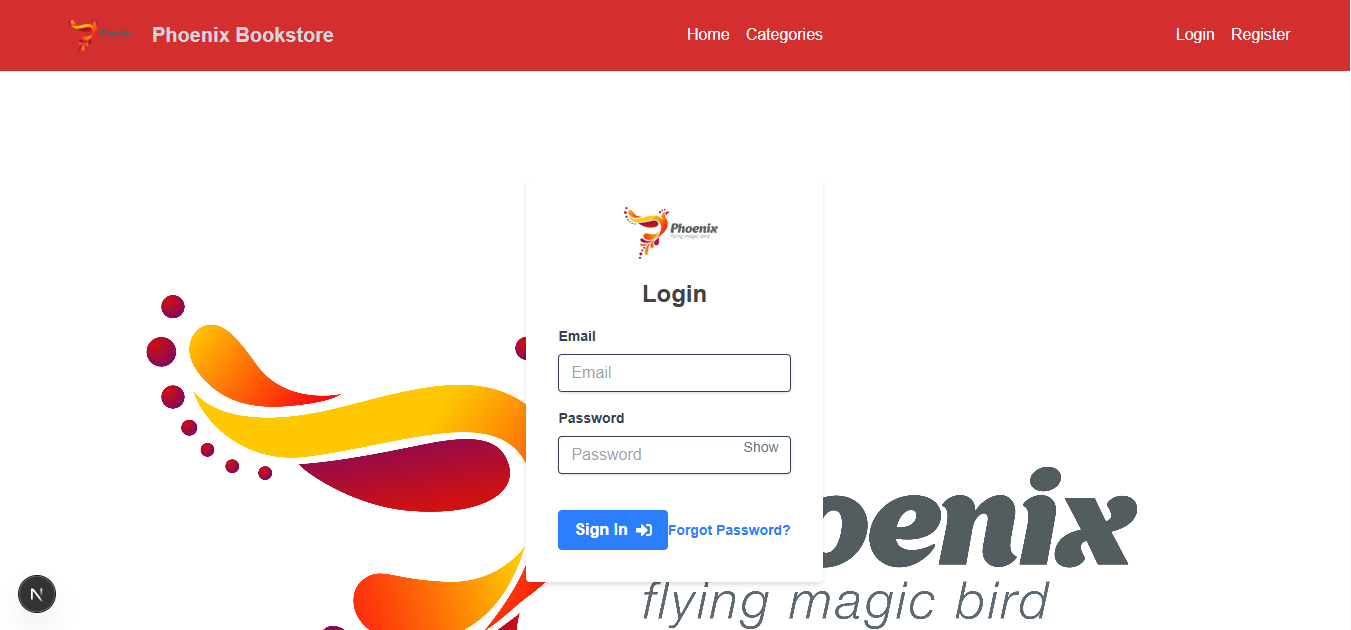 Phoenix Phoenix Bookstore Home Categories Login Register
Phoenix
flying magic bird
Login
Email
Email
Password
Password Show
Sign In Forgot Password?
oenix
flying magic bird
N